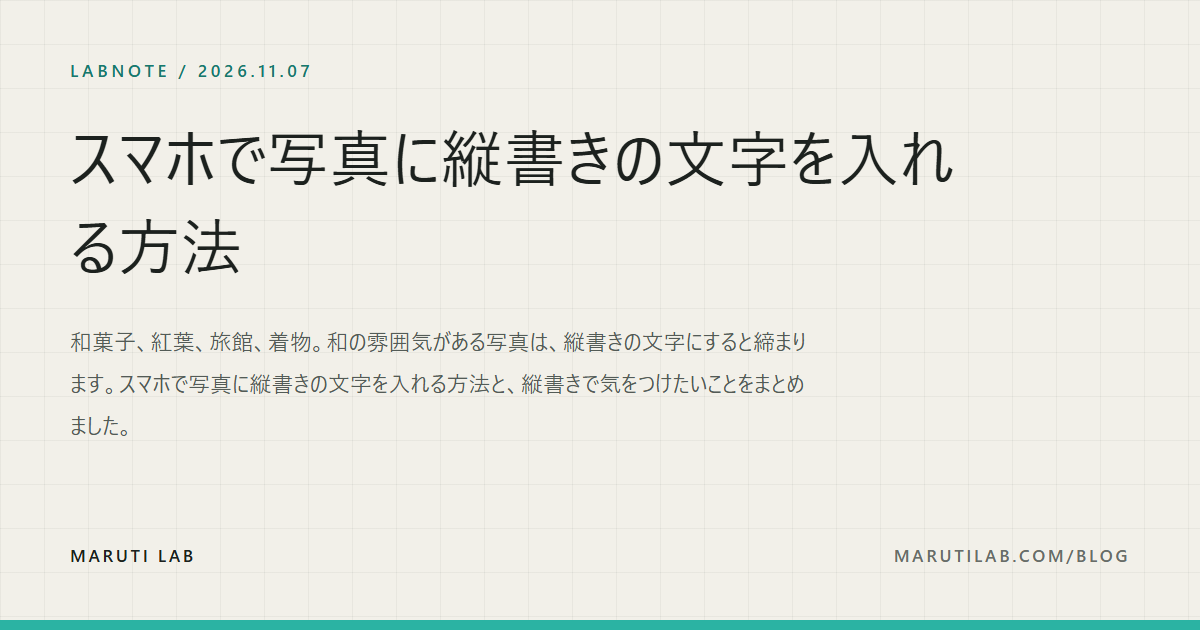 LABNOTE / 2026.11.07
スマホで写真に縦書きの文字を入れ
る方法
和菓子、紅葉、旅館、着物。和の雰囲気がある写真は、縦書きの文字にすると締まり
ます。スマホで写真に縦書きの文字を入れる方法と、縦書きで気をつけたいことをまとめ
ました。
MARUTI LAB
MARUTILAB.COM/BLOG